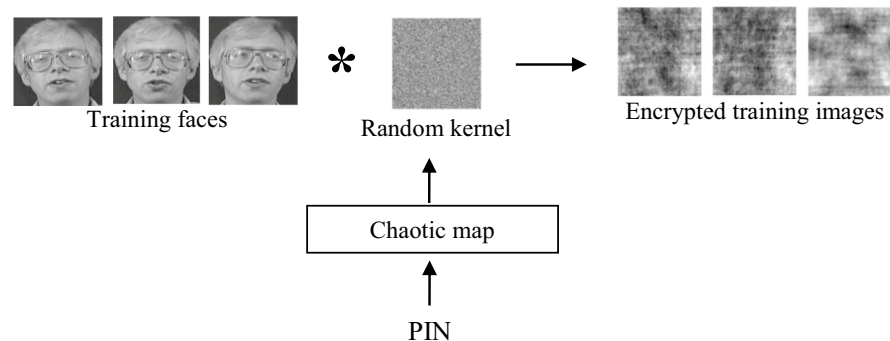 *
Training faces
Random kernel
Encrypted training images
Chaotic map
PIN